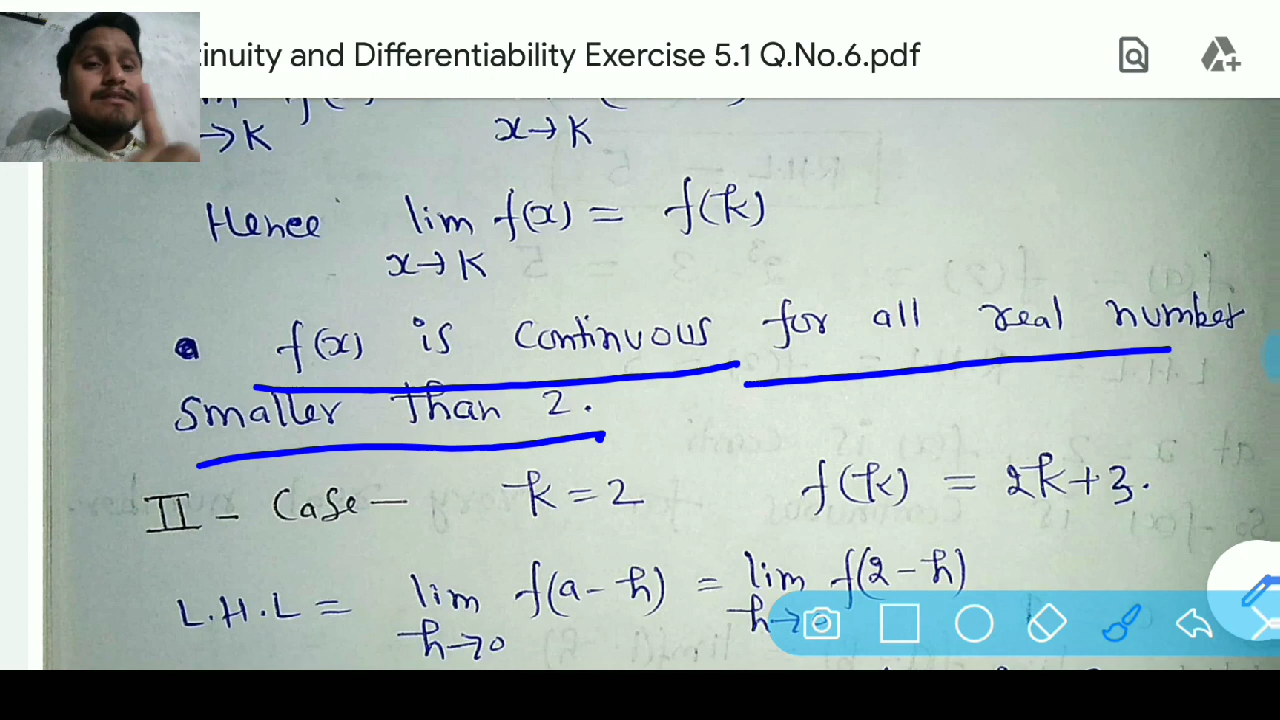 tinuity and Differentiability Exercise 5.1 Q.No.6.pdf
→K x→K
Hence lim f(x) = f(k)
x→K
f(x) is continuous for all real number
smaller than 2.
II - Case — k = 2 f(k) = 2k+3.
L.H.L = lim f(a-h) = lim f(2-h)
h→0 h→0